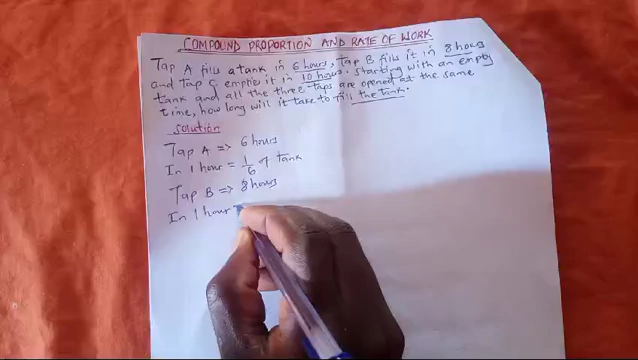 COMPOUND PROPORTION AND RATE OF WORK
Tap A fills a tank in 6 hours, Tap B fills it in 8 hours
and Tap C empties it in 10 hours. Starting with an empty
tank and all the three taps are opened at the same
time, how long will it take to fill the tank.
Solution
Tap A => 6 hours
In 1 hour = 1/6 of tank
Tap B => 8 hours
In 1 hour